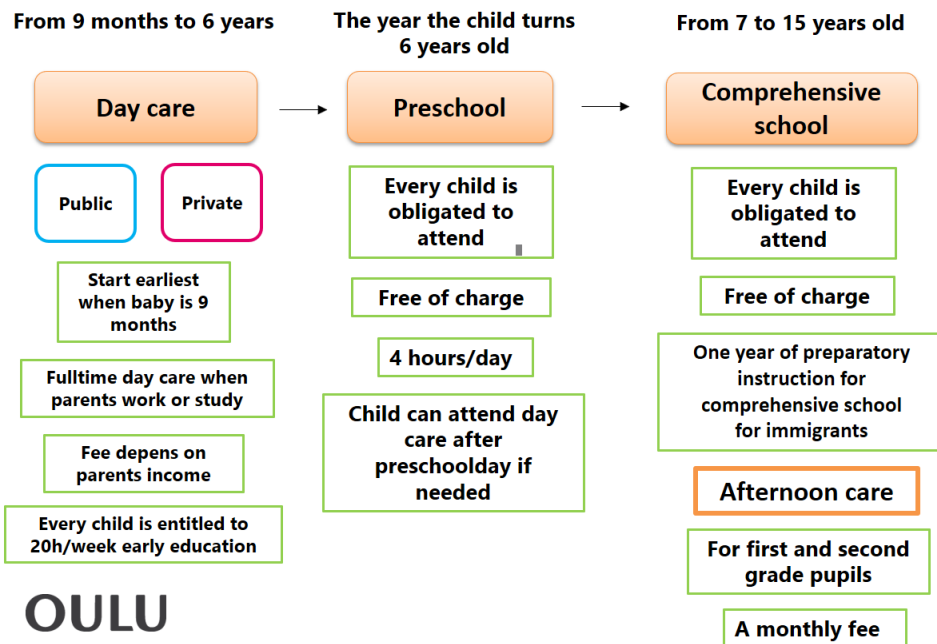 From 9 months to 6 years
Day care
Public
Private
Start earliest
when baby is 9
months
Fulltime day care when
parents work or study
Fee depens on
parents income
Every child is entitled to
20h/week early education
OULU
The year the child turns
6 years old
Preschool
Every child is
obligated to
attend
Free of charge
4 hours/day
Child can attend day
care after
preschoolday if
needed
From 7 to 15 years old
Comprehensive
school
Every child is
obligated to
attend
Free of charge
One year of preparatory
instruction for
comprehensive school
for immigrants
Afternoon care
For first and second
grade pupils
A monthly fee